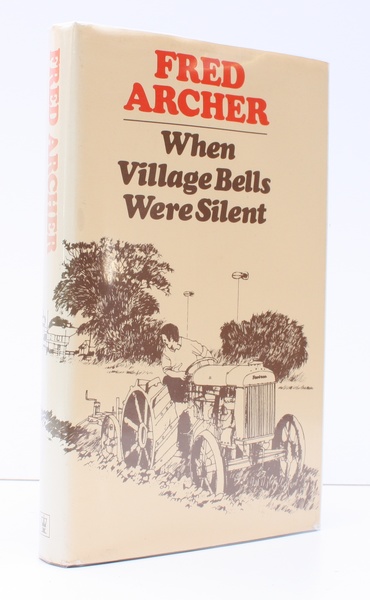 FRED
ARCHER
When
Village Bells
Were Silent
FRED ARCHER